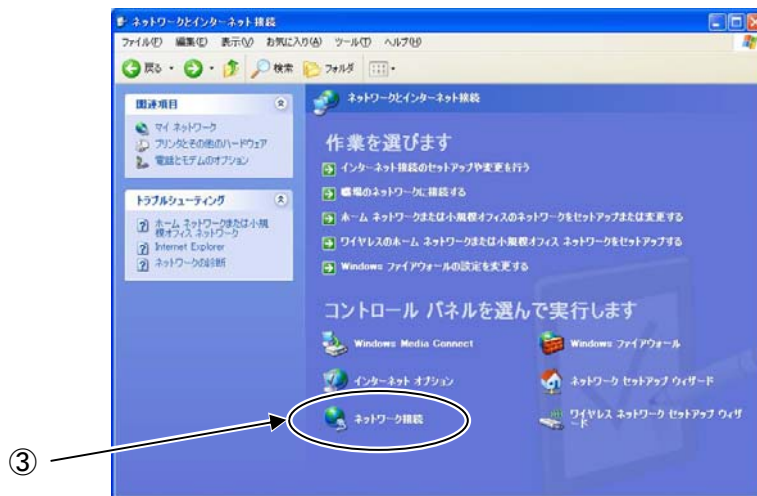 ネットワークとインターネット接続
ファイル(F) 編集(E) 表示(V) お気に入り(A) ツール(T) ヘルプ(H)
戻る 検索 フォルダ
関連項目
マイ ネットワーク
プリンタとその他のハードウェア
電話とモデムのオプション
トラブルシューティング
ホーム ネットワークまたは小規
模オフィス ネットワーク
Internet Explorer
ネットワークの診断
ネットワークとインターネット接続
作業を選びます
インターネット接続のセットアップや変更を行う
職場のネットワークに接続する
ホーム ネットワークまたは小規模オフィスのネットワークをセットアップまたは変更する
ワイヤレスのホーム ネットワークまたは小規模オフィス ネットワークをセットアップする
Windows ファイアウォールの設定を変更する
コントロール パネルを選んで実行します
Windows Media Connect
Windows ファイアウォール
インターネット オプション
ネットワーク セットアップ ウィザード
ネットワーク接続
ワイヤレス ネットワーク セットアップ ウィザ
ード
③